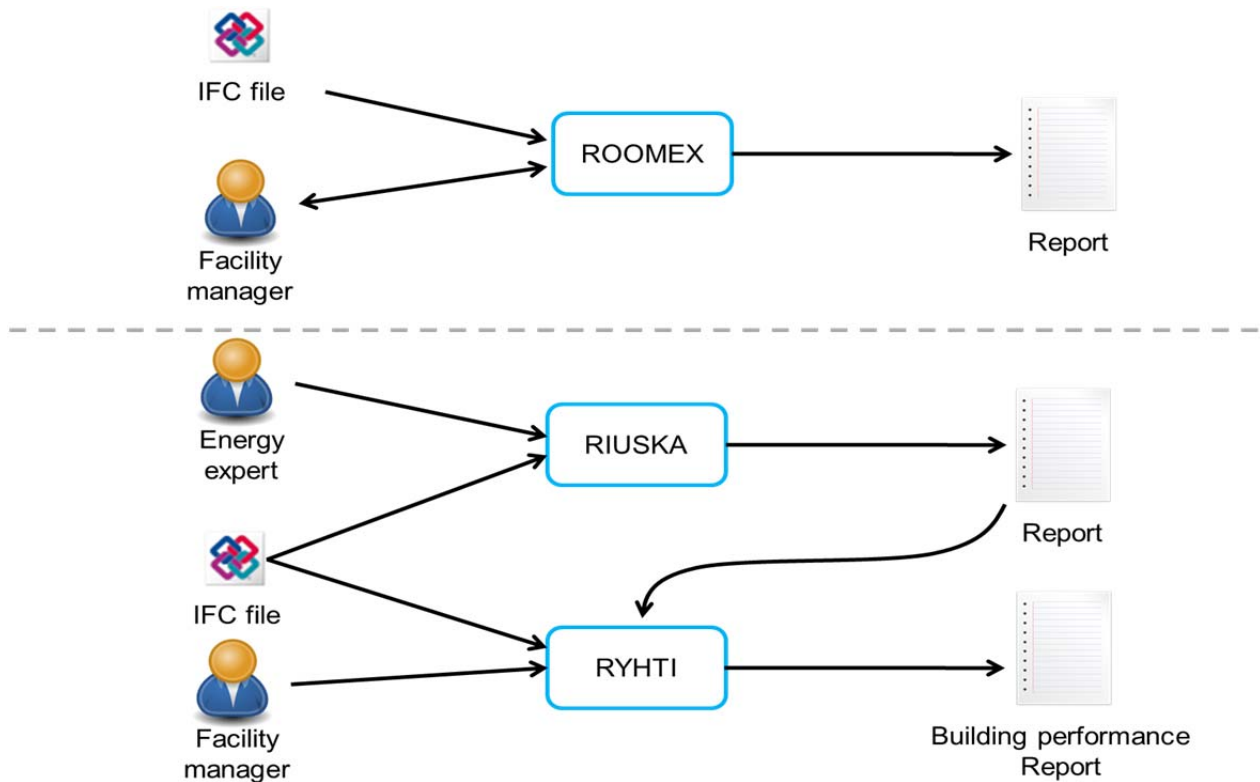 IFC file
ROOMEX
Facility
manager
Report
Energy
expert
RIUSKA
Report
IFC file
RYHTI
Facility
manager
Building performance
Report